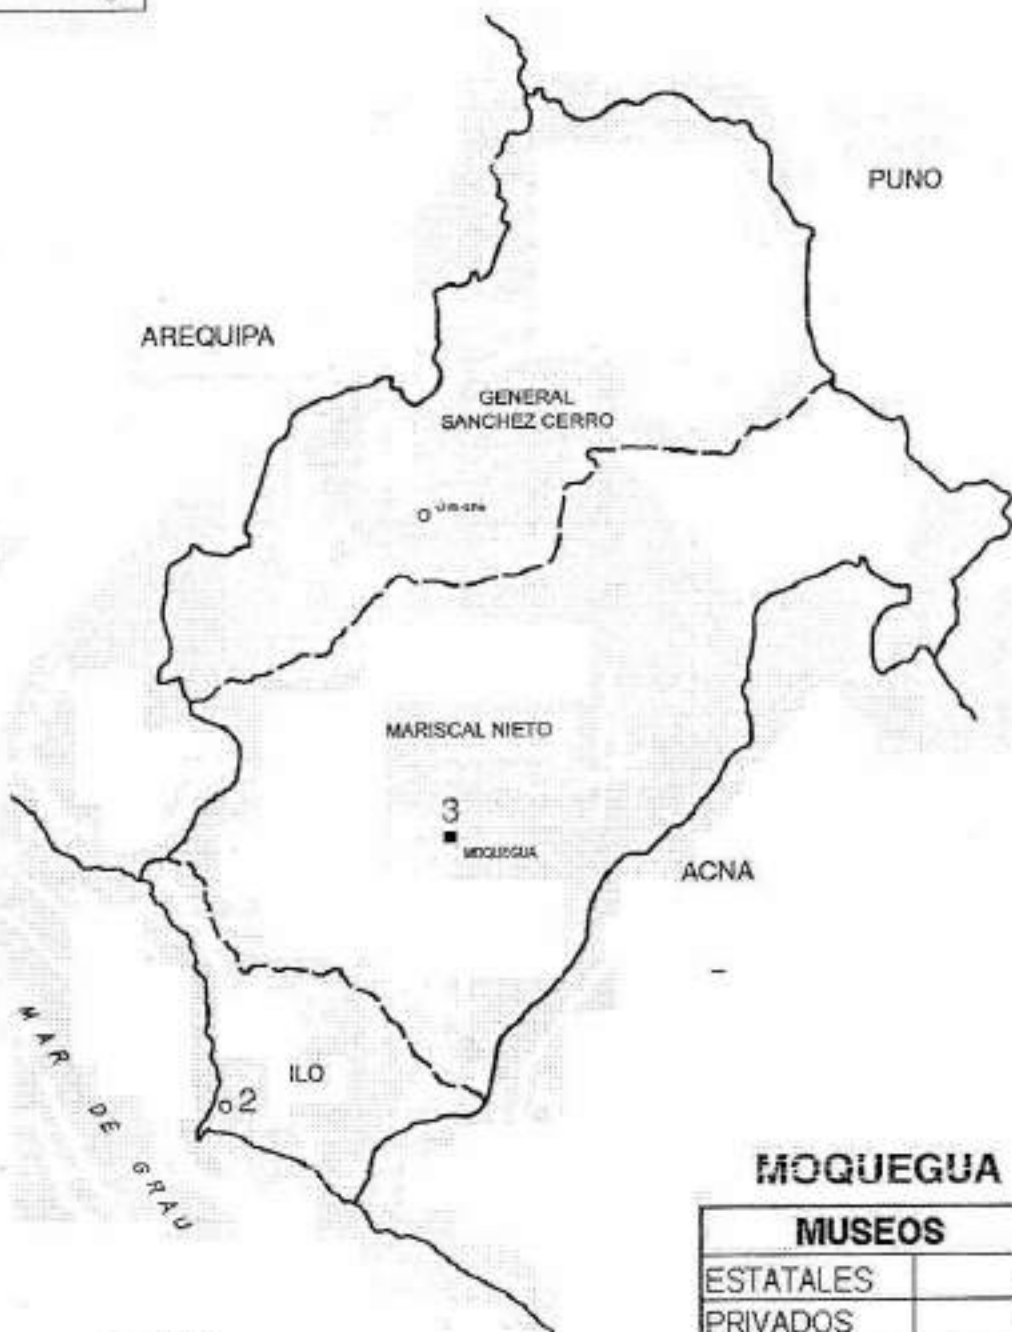 PUNO
AREQUIPA
GENERAL
SANCHEZ CERRO
MARISCAL NIETO
3
MOQUEGUA
ACNA
MAR DE GRAU
ILO
2
MOQUEGUA
MUSEOS
ESTATALES
PRIVADOS